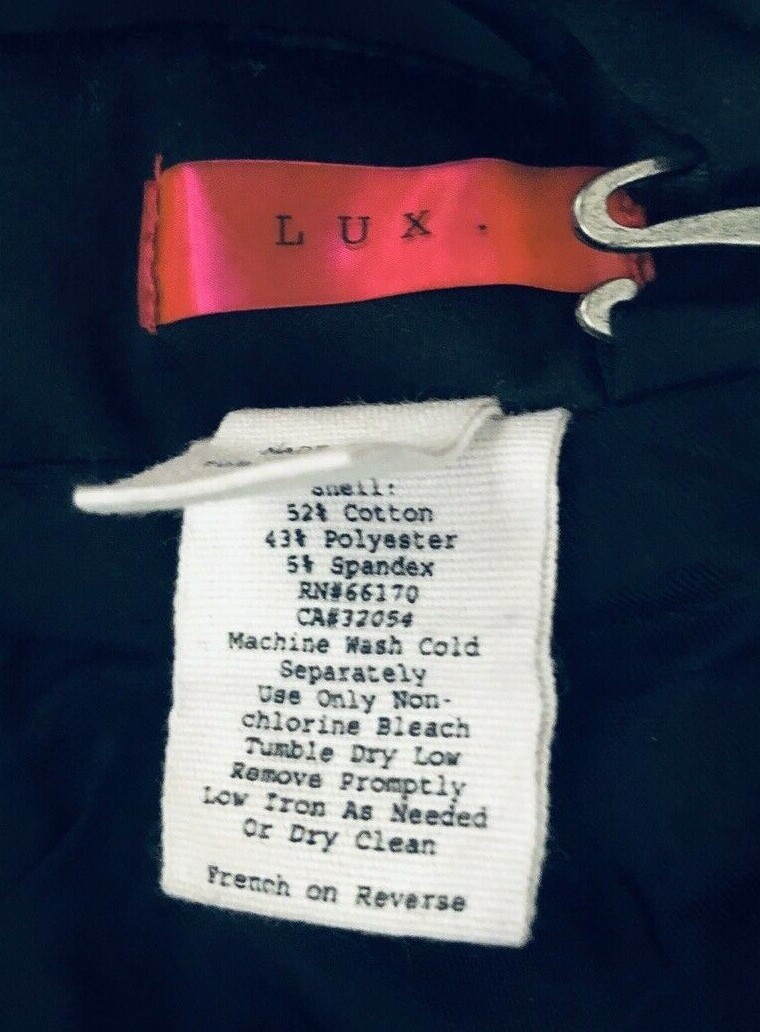 LUX.
MADE
Shell:
52% Cotton
43% Polyester
5% Spandex
RN#66170
CA#32054
Machine Wash Cold
Separately
Use Only Non-
chlorine Bleach
Tumble Dry Low
Remove Promptly
Low Iron As Needed
Or Dry Clean
French on Reverse